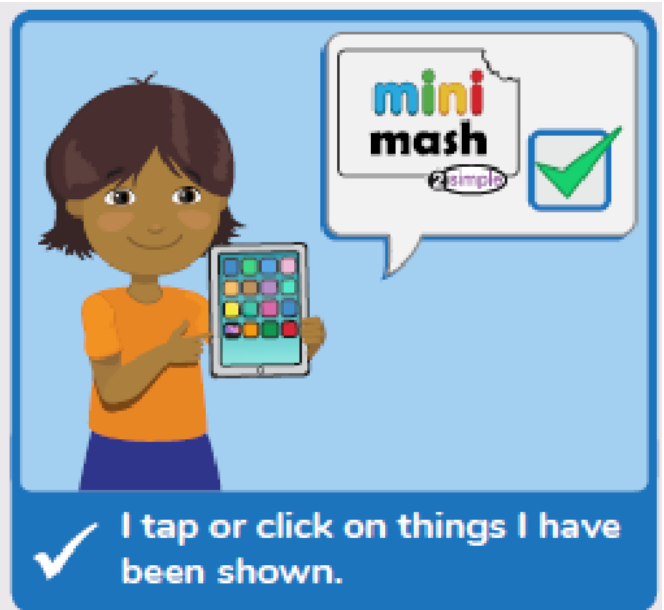 mini
mash
2simple
I tap or click on things I have
been shown.